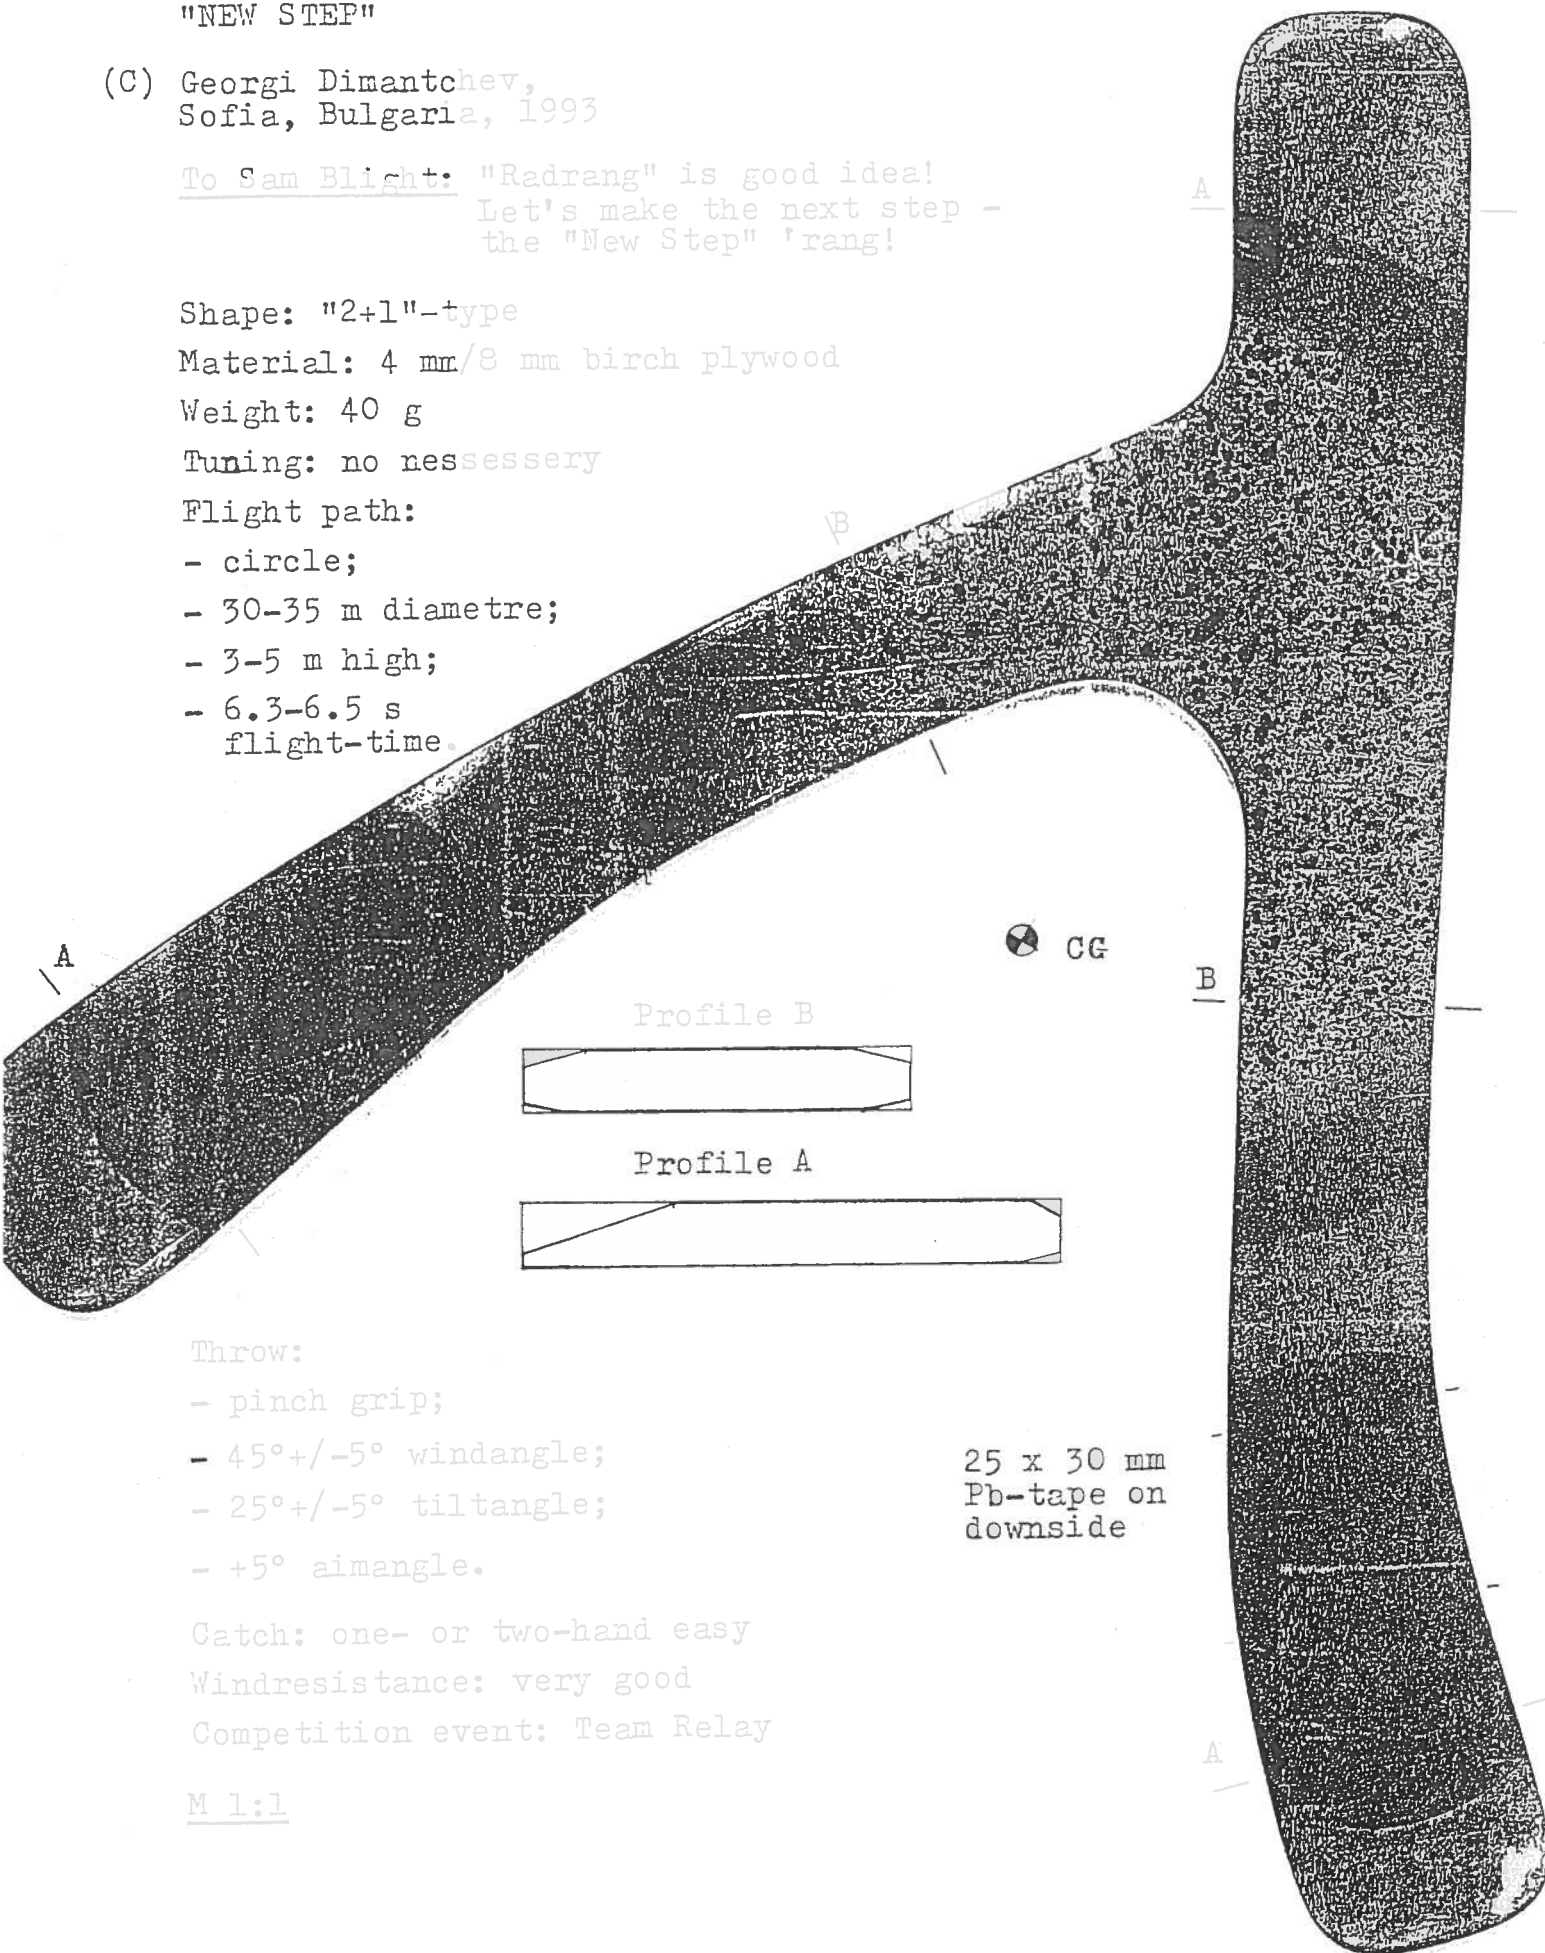 "NEW STEP"
(C) Georgi Dimantchev,
Sofia, Bulgaria, 1993
To Sam Blight: "Radrang" is good idea!
Let's make the next step -
the "New Step" 'rang!
Shape: "2+1"-type
Material: 4 mm/8 mm birch plywood
Weight: 40 g
Tuning: no nessessery
Flight path:
- circle;
- 30-35 m diametre;
- 3-5 m high;
- 6.3-6.5 s
flight-time.
A
B
A
CG
B
Profile B
Profile A
Throw:
- pinch grip;
- 45°+/-5° windangle;
- 25°+/-5° tiltangle;
- +5° aimangle.
25 x 30 mm
Pb-tape on
downside
Catch: one- or two-hand easy
Windresistance: very good
Competition event: Team Relay
A
M 1:1